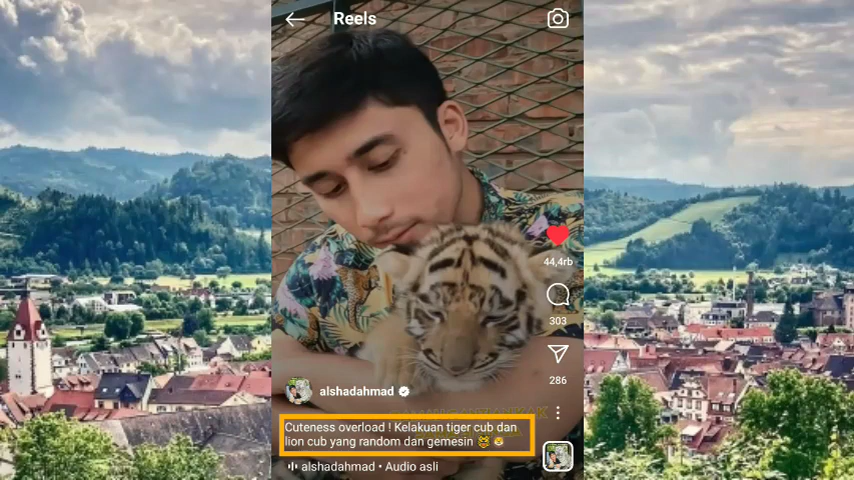 Reels
44,4rb
303
286
alshadahmad
Cuteness overload ! Kelakuan tiger cub dan
lion cub yang random dan gemesin 🐯🦁
alshadahmad • Audio asli